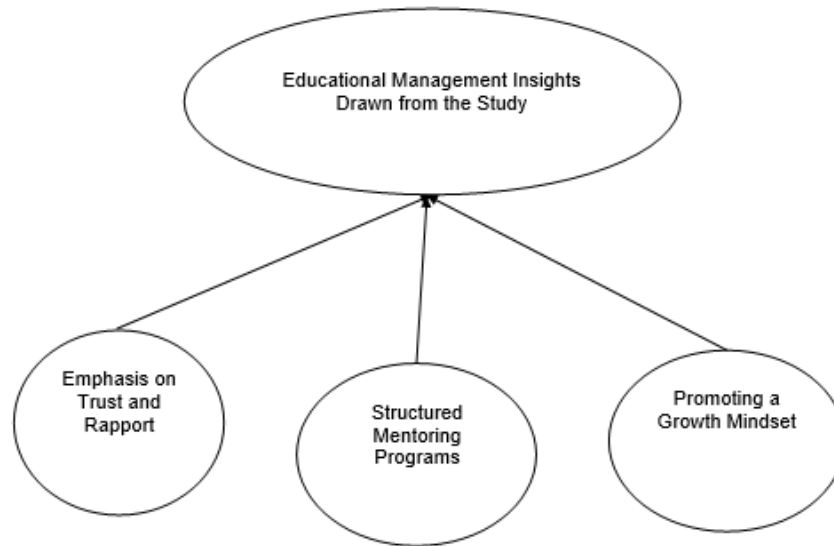 Educational Management Insights
Drawn from the Study
Emphasis on
Trust and
Rapport
Structured
Mentoring
Programs
Promoting a
Growth Mindset